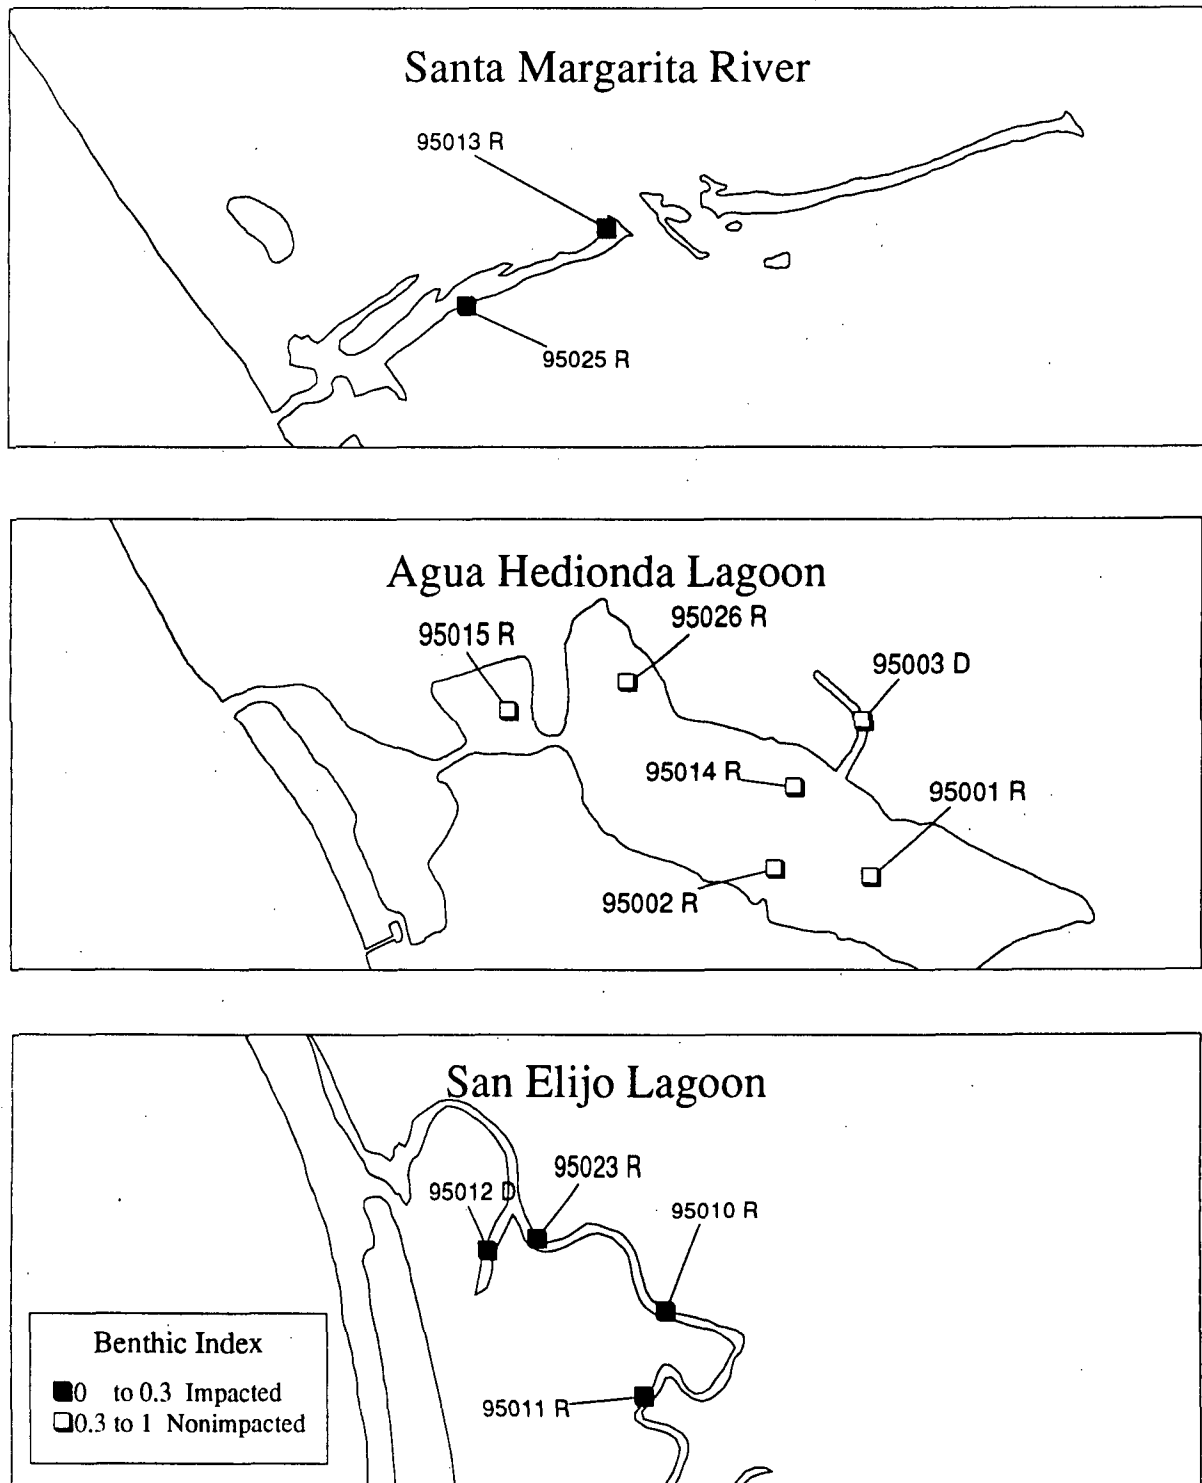 Santa Margarita River
95013 R
95025 R
Agua Hedionda Lagoon
95026 R
95015 R
95003 D
95014 R
95001 R
95002 R
San Elijo Lagoon
95023 R
95012 D
95010 R
95011 R
Benthic Index
0 to 0.3 Impacted
0.3 to 1 Nonimpacted